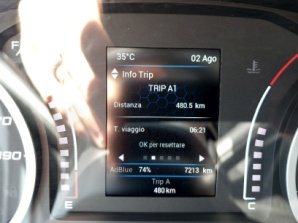 35°C 02 Ago
Info Trip
TRIP A1
Distanza 480.5 km
T. viaggio 06:21
OK per resettare
AdBlue 74% 7213 km
Trip A
480 km
F
90
E
C